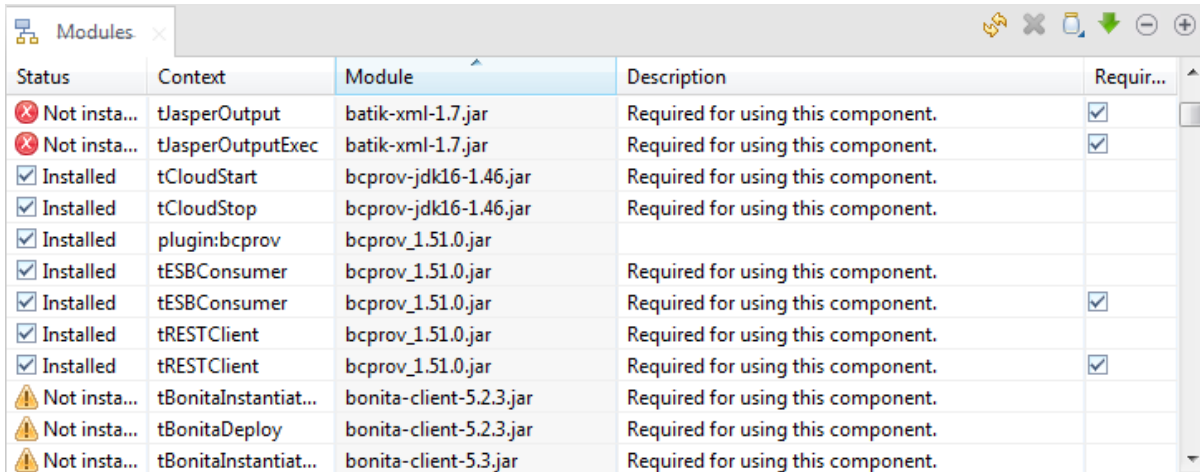 Modules
Status Context Module Description Requir...
Not insta... tJasperOutput batik-xml-1.7.jar Required for using this component.
Not insta... tJasperOutputExec batik-xml-1.7.jar Required for using this component.
Installed tCloudStart bcprov-jdk16-1.46.jar Required for using this component.
Installed tCloudStop bcprov-jdk16-1.46.jar Required for using this component.
Installed plugin:bcprov bcprov_1.51.0.jar
Installed tESBConsumer bcprov_1.51.0.jar Required for using this component.
Installed tESBConsumer bcprov_1.51.0.jar Required for using this component.
Installed tRESTClient bcprov_1.51.0.jar Required for using this component.
Installed tRESTClient bcprov_1.51.0.jar Required for using this component.
Not insta... tBonitaInstantiat... bonita-client-5.2.3.jar Required for using this component.
Not insta... tBonitaDeploy bonita-client-5.2.3.jar Required for using this component.
Not insta... tBonitaInstantiat... bonita-client-5.3.jar Required for using this component.